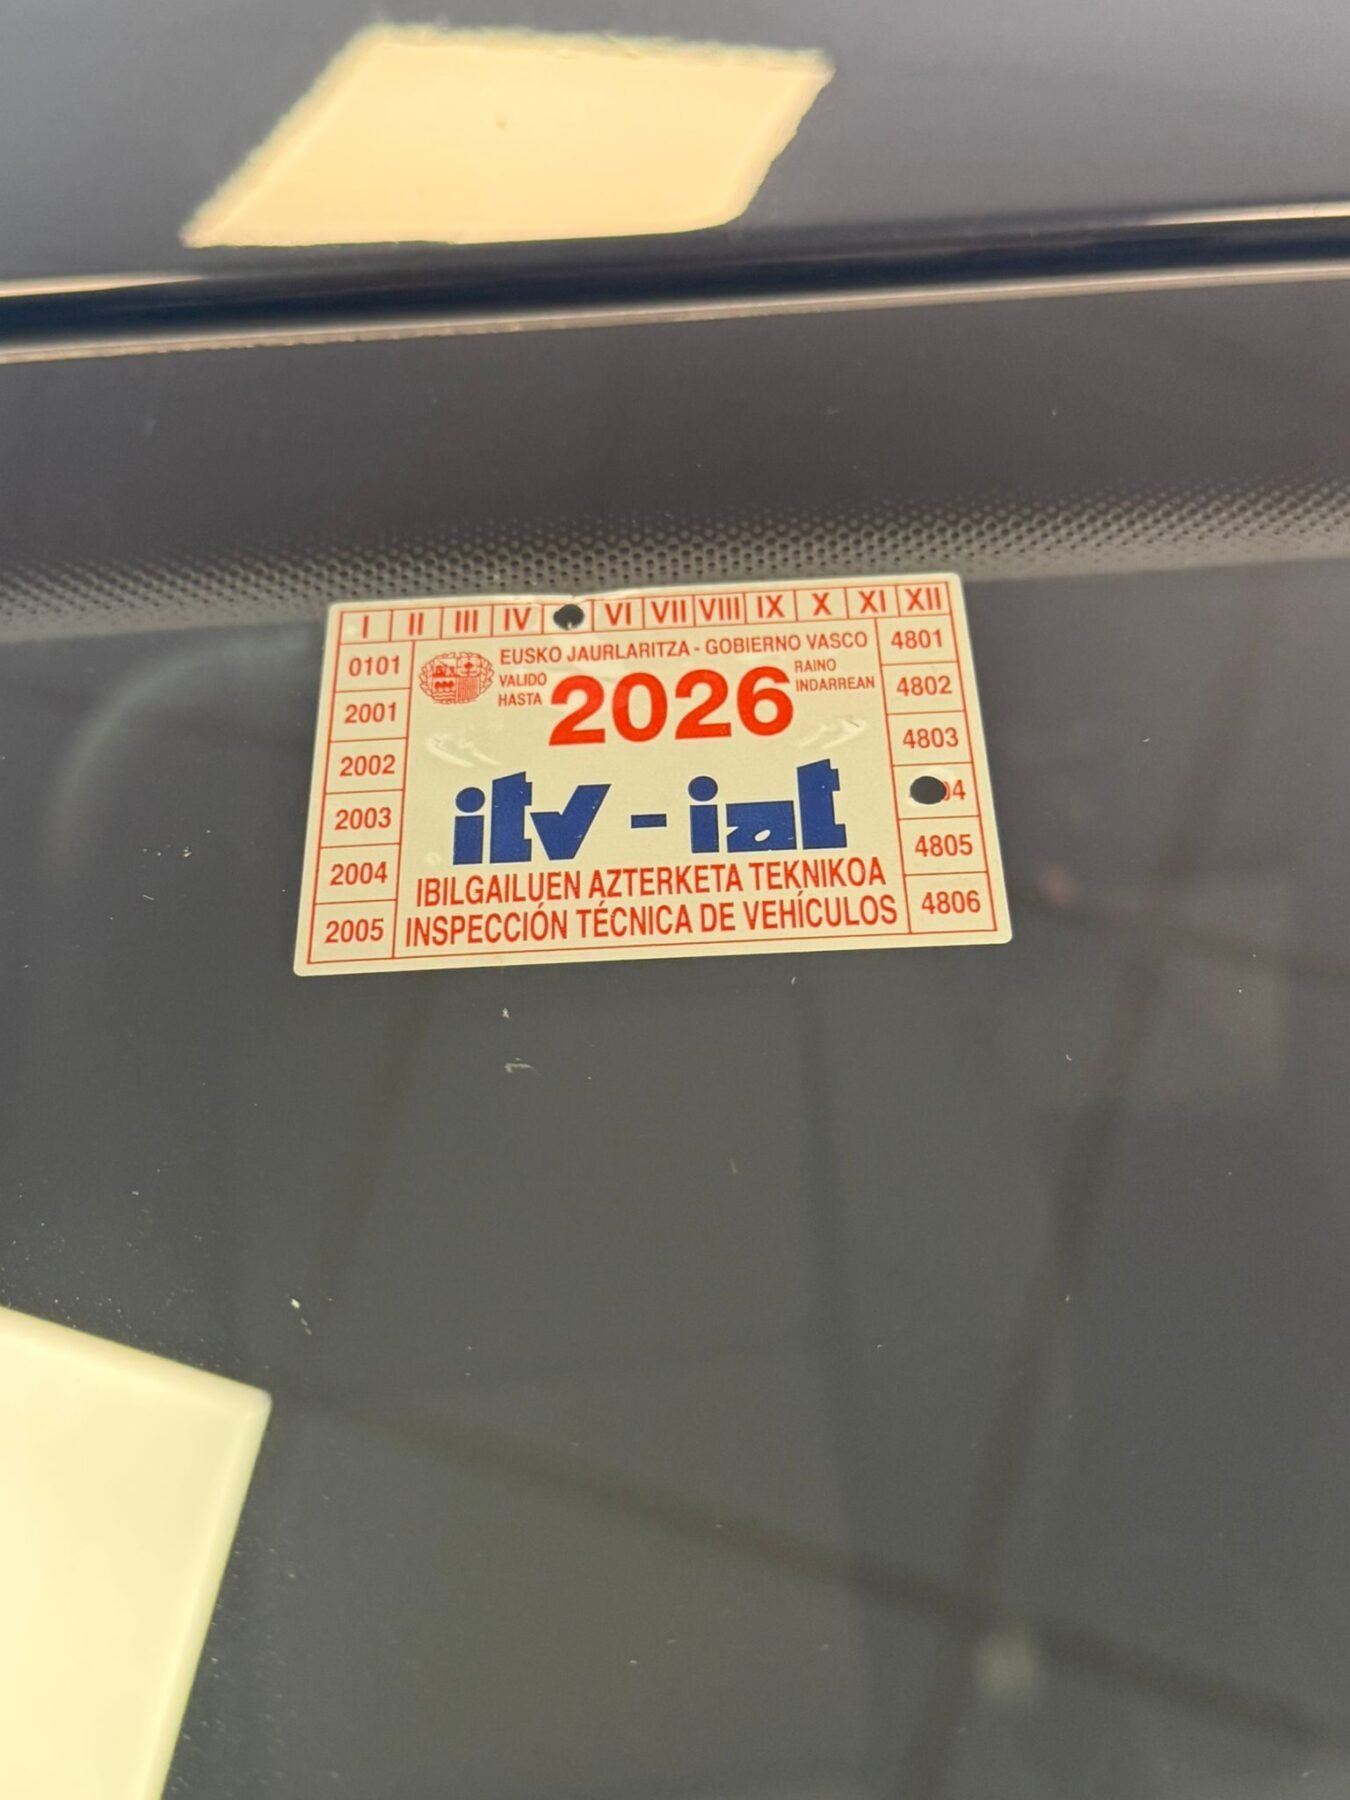 I II III IV VI VII VIII IX X XI XII
0101
2001
2002
2003
2004
2005
EUSKO JAURLARITZA - GOBIERNO VASCO
VALIDO HASTA
2026
RAINO INDARREAN
itv - iat
IBILGAILUEN AZTERKETA TEKNIKOA
INSPECCIÓN TÉCNICA DE VEHÍCULOS
4801
4802
4803
4805
4806